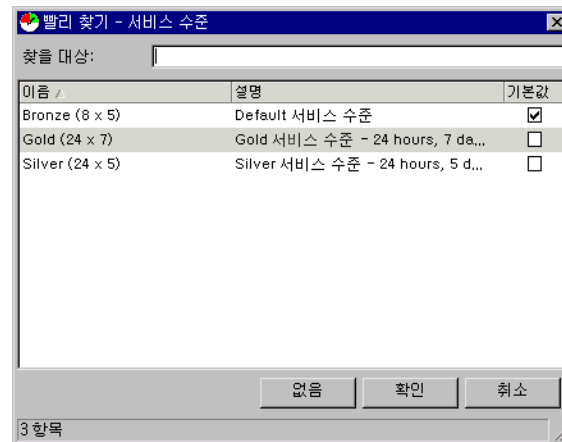 빨리 찾기 - 서비스 수준
찾을 대상:
이름 설명 기본값
Bronze (8 x 5) Default 서비스 수준
Gold (24 x 7) Gold 서비스 수준 - 24 hours, 7 da...
Silver (24 x 5) Silver 서비스 수준 - 24 hours, 5 d...
없음 확인 취소
3 항목